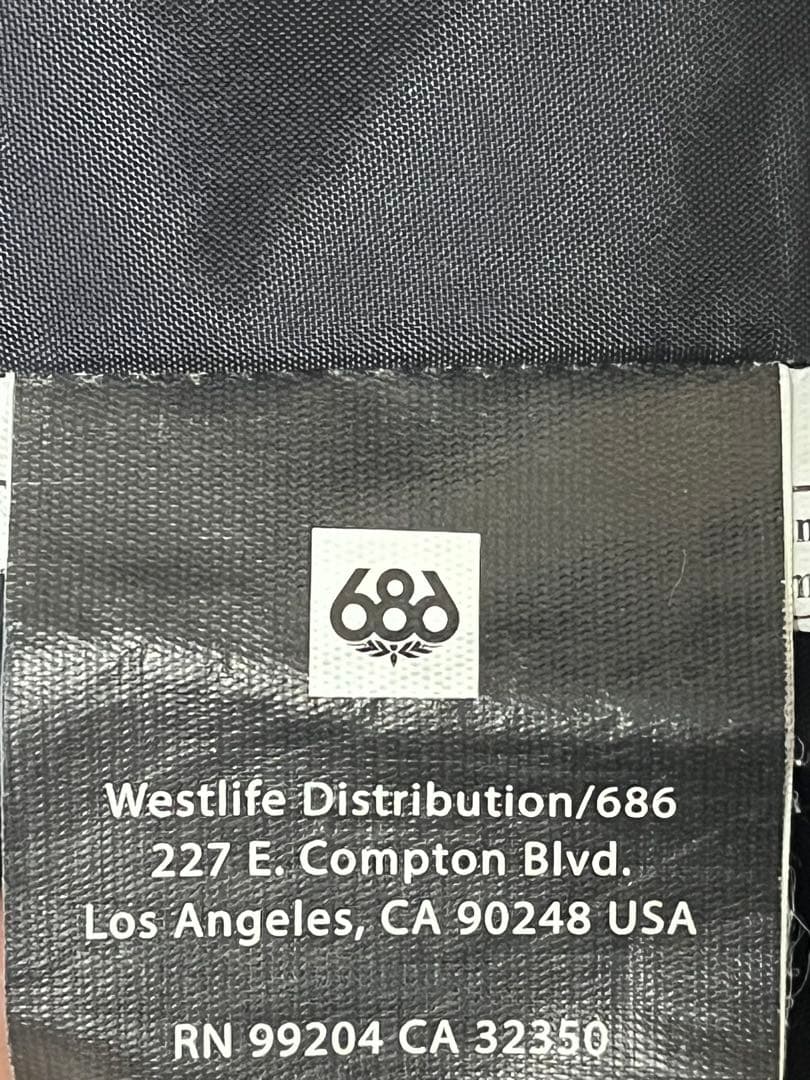 686
Westlife Distribution/686
227 E. Compton Blvd.
Los Angeles, CA 90248 USA
RN 99204 CA 32350